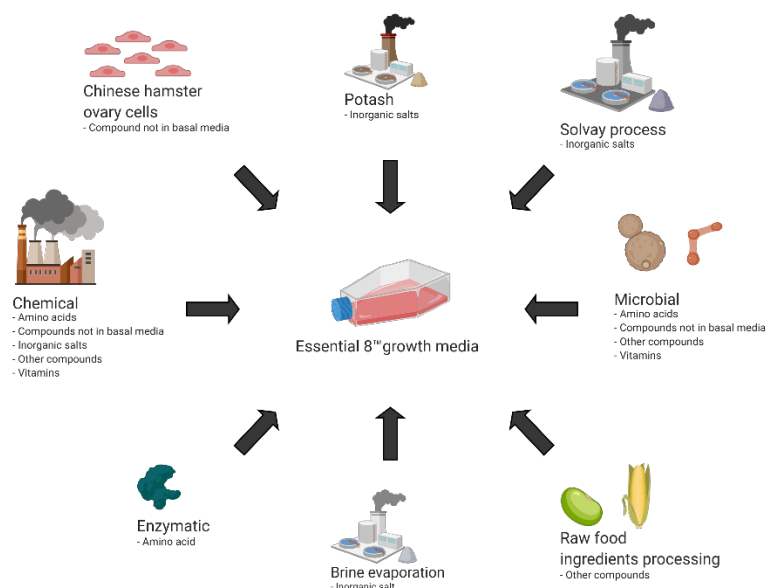 Chinese hamster
ovary cells
- Compound not in basal media
Potash
- Inorganic salts
Solvay process
- Inorganic salts
Chemical
- Amino acids
- Compounds not in basal media
- Inorganic salts
- Other compounds
- Vitamins
Essential 8™ growth media
Microbial
- Amino acids
- Compounds not in basal media
- Other compounds
- Vitamins
Enzymatic
- Amino acid
Brine evaporation
- Inorganic salt
Raw food
ingredients processing
- Other compounds